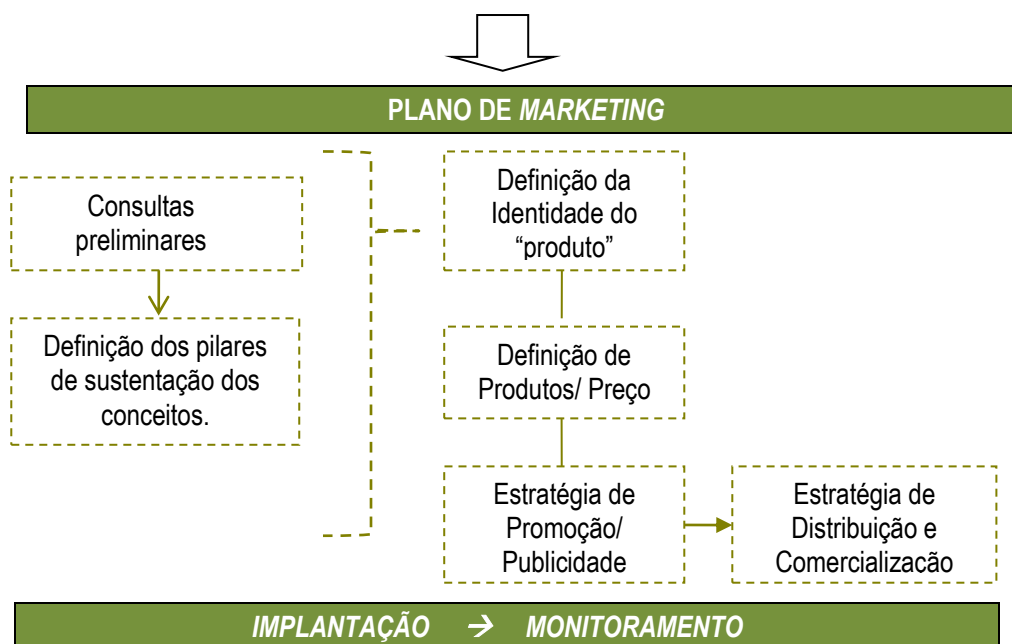 PLANO DE MARKETING
Consultas
preliminares
Definição dos pilares
de sustentação dos
conceitos.
Definição da
Identidade do
“produto”
Definição de
Produtos/ Preço
Estratégia de
Promoção/
Publicidade
Estratégia de
Distribuição e
Comercialização
IMPLANTAÇÃO → MONITORAMENTO